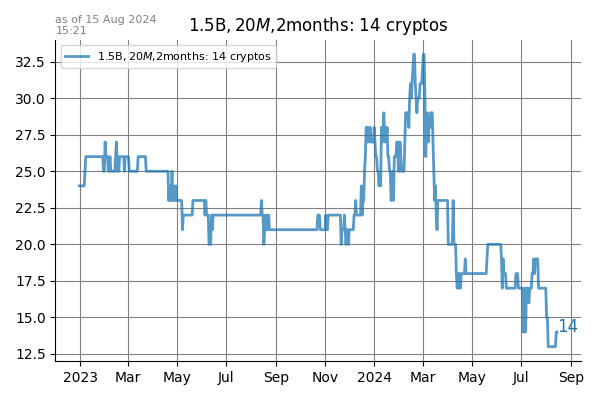 as of 15 Aug 2024
15:21
1.5B, 20M,2months: 14 cryptos
1.5B, 20M,2months: 14 cryptos
32.5
30.0
27.5
25.0
22.5
20.0
17.5
15.0
12.5
14
2023 Mar May Jul Sep Nov 2024 Mar May Jul Sep